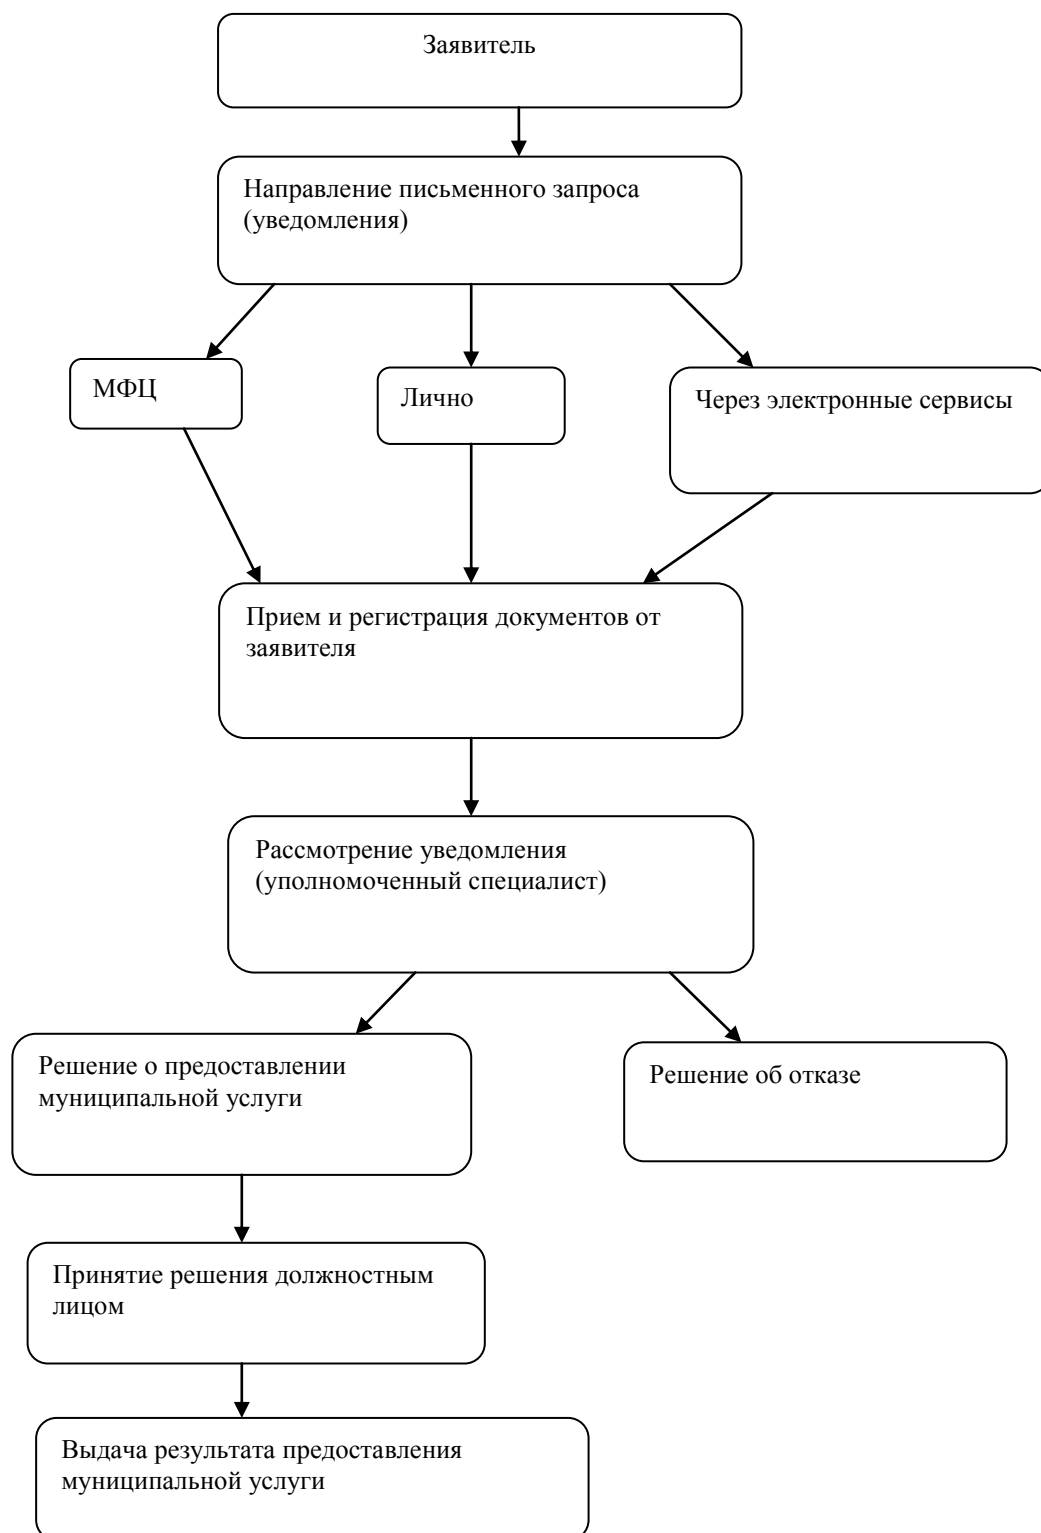 Заявитель
Направление письменного запроса
(уведомления)
МФЦ
Лично
Через электронные сервисы
Прием и регистрация документов от
заявителя
Рассмотрение уведомления
(уполномоченный специалист)
Решение о предоставлении
муниципальной услуги
Решение об отказе
Принятие решения должностным
лицом
Выдача результата предоставления
муниципальной услуги